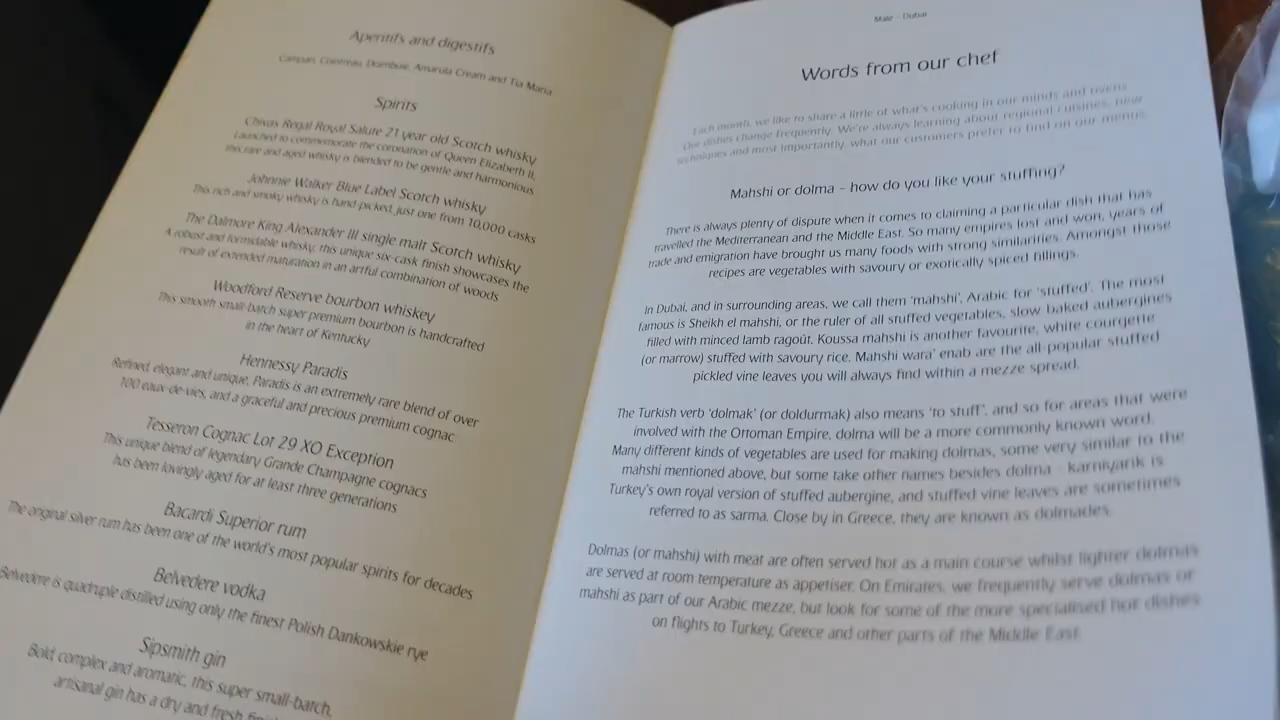 Aperitifs and digestifs
Campari, Cointreau, Drambuie, Amarula Cream and Tia Maria
Spirits
Chivas Regal Royal Salute 21 year old Scotch whisky
Launched to commemorate the coronation of Queen Elizabeth II,
this rare and aged whisky is blended to be gentle and harmonious
Johnnie Walker Blue Label Scotch whisky
This rich and smoky whisky is hand-picked, just one from 10,000 casks
The Dalmore King Alexander III single malt Scotch whisky
A robust and formidable whisky, this unique six-cask finish showcases the
result of extended maturation in an artful combination of woods
Woodford Reserve bourbon whiskey
This smooth small-batch super premium bourbon is handcrafted
in the heart of Kentucky
Hennessy Paradis
Refined, elegant and unique, Paradis is an extremely rare blend of over
100 eaux-de-vies, and a graceful and precious premium cognac
Tesseron Cognac Lot 29 XO Exception
This unique blend of legendary Grande Champagne cognacs
has been lovingly aged for at least three generations
Bacardi Superior rum
The original silver rum has been one of the world's most popular spirits for decades
Belvedere vodka
Belvedere is quadruple distilled using only the finest Polish Dankowskie rye
Sipsmith gin
Bold, complex and aromatic, this super small-batch,
artisanal gin has a dry and fresh
Male - Dubai
Words from our chef
Each month, we like to share a little of what's cooking in our minds and ovens.
Our dishes change frequently. We're always learning about regional cuisines, new
techniques and most importantly, what our customers prefer to find on our menus.
Mahshi or dolma – how do you like your stuffing?
There is always plenty of dispute when it comes to claiming a particular dish that has
travelled the Mediterranean and the Middle East. So many empires lost and won, years of
trade and emigration have brought us many foods with strong similarities. Amongst those
recipes are vegetables with savoury or exotically spiced fillings.
In Dubai, and in surrounding areas, we call them 'mahshi', Arabic for 'stuffed'. The most
famous is Sheikh el mahshi, or the ruler of all stuffed vegetables, slow baked aubergines
filled with minced lamb ragoût. Koussa mahshi is another favourite, white courgette
(or marrow) stuffed with savoury rice. Mahshi wara' enab are the all-popular stuffed
pickled vine leaves you will always find within a mezze spread.
The Turkish verb 'dolmak' (or doldurmak) also means 'to stuff', and so for areas that were
involved with the Ottoman Empire, dolma will be a more commonly known word.
Many different kinds of vegetables are used for making dolmas, some very similar to the
mahshi mentioned above, but some take other names besides dolma - karniyarik is
Turkey's own royal version of stuffed aubergine, and stuffed vine leaves are sometimes
referred to as sarma. Close by in Greece, they are known as dolmades.
Dolmas (or mahshi) with meat are often served hot as a main course whilst lighter dolmas
are served at room temperature as appetiser. On Emirates, we frequently serve dolmas or
mahshi as part of our Arabic mezze, but look for some of the more specialised hot dishes
on flights to Turkey, Greece and other parts of the Middle East.